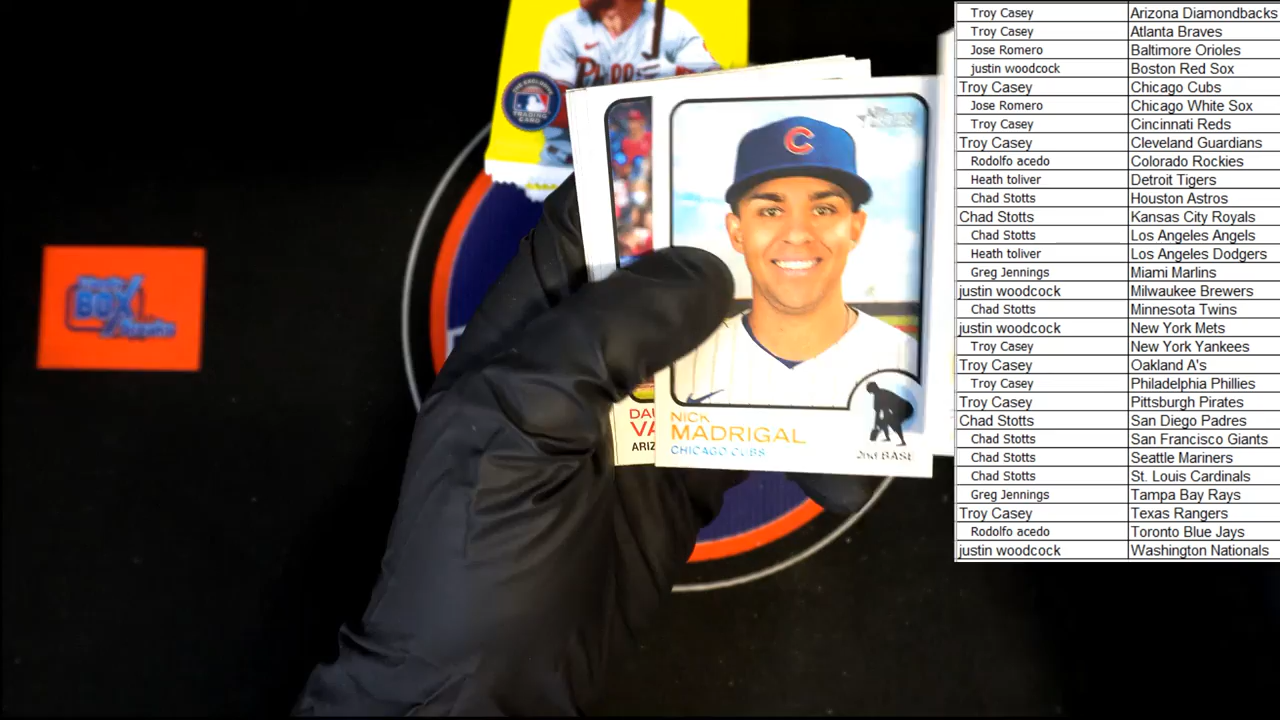 Troy Casey Arizona Diamondbacks
Troy Casey Atlanta Braves
Jose Romero Baltimore Orioles
justin woodcock Boston Red Sox
Troy Casey Chicago Cubs
Jose Romero Chicago White Sox
Troy Casey Cincinnati Reds
Troy Casey Cleveland Guardians
Rodolfo acedo Colorado Rockies
Heath toliver Detroit Tigers
Chad Stotts Houston Astros
Chad Stotts Kansas City Royals
Chad Stotts Los Angeles Angels
Heath toliver Los Angeles Dodgers
Greg Jennings Miami Marlins
justin woodcock Milwaukee Brewers
Chad Stotts Minnesota Twins
justin woodcock New York Mets
Troy Casey New York Yankees
Troy Casey Oakland A's
Troy Casey Philadelphia Phillies
Troy Casey Pittsburgh Pirates
Chad Stotts San Diego Padres
Chad Stotts San Francisco Giants
Chad Stotts Seattle Mariners
Chad Stotts St. Louis Cardinals
Greg Jennings Tampa Bay Rays
Troy Casey Texas Rangers
Rodolfo acedo Toronto Blue Jays
justin woodcock Washington Nationals
C
NICK
MADRIGAL
CHICAGO CUBS
2nd BASE
DAU
VA
ARIZ
TRADING
CARD
BOX